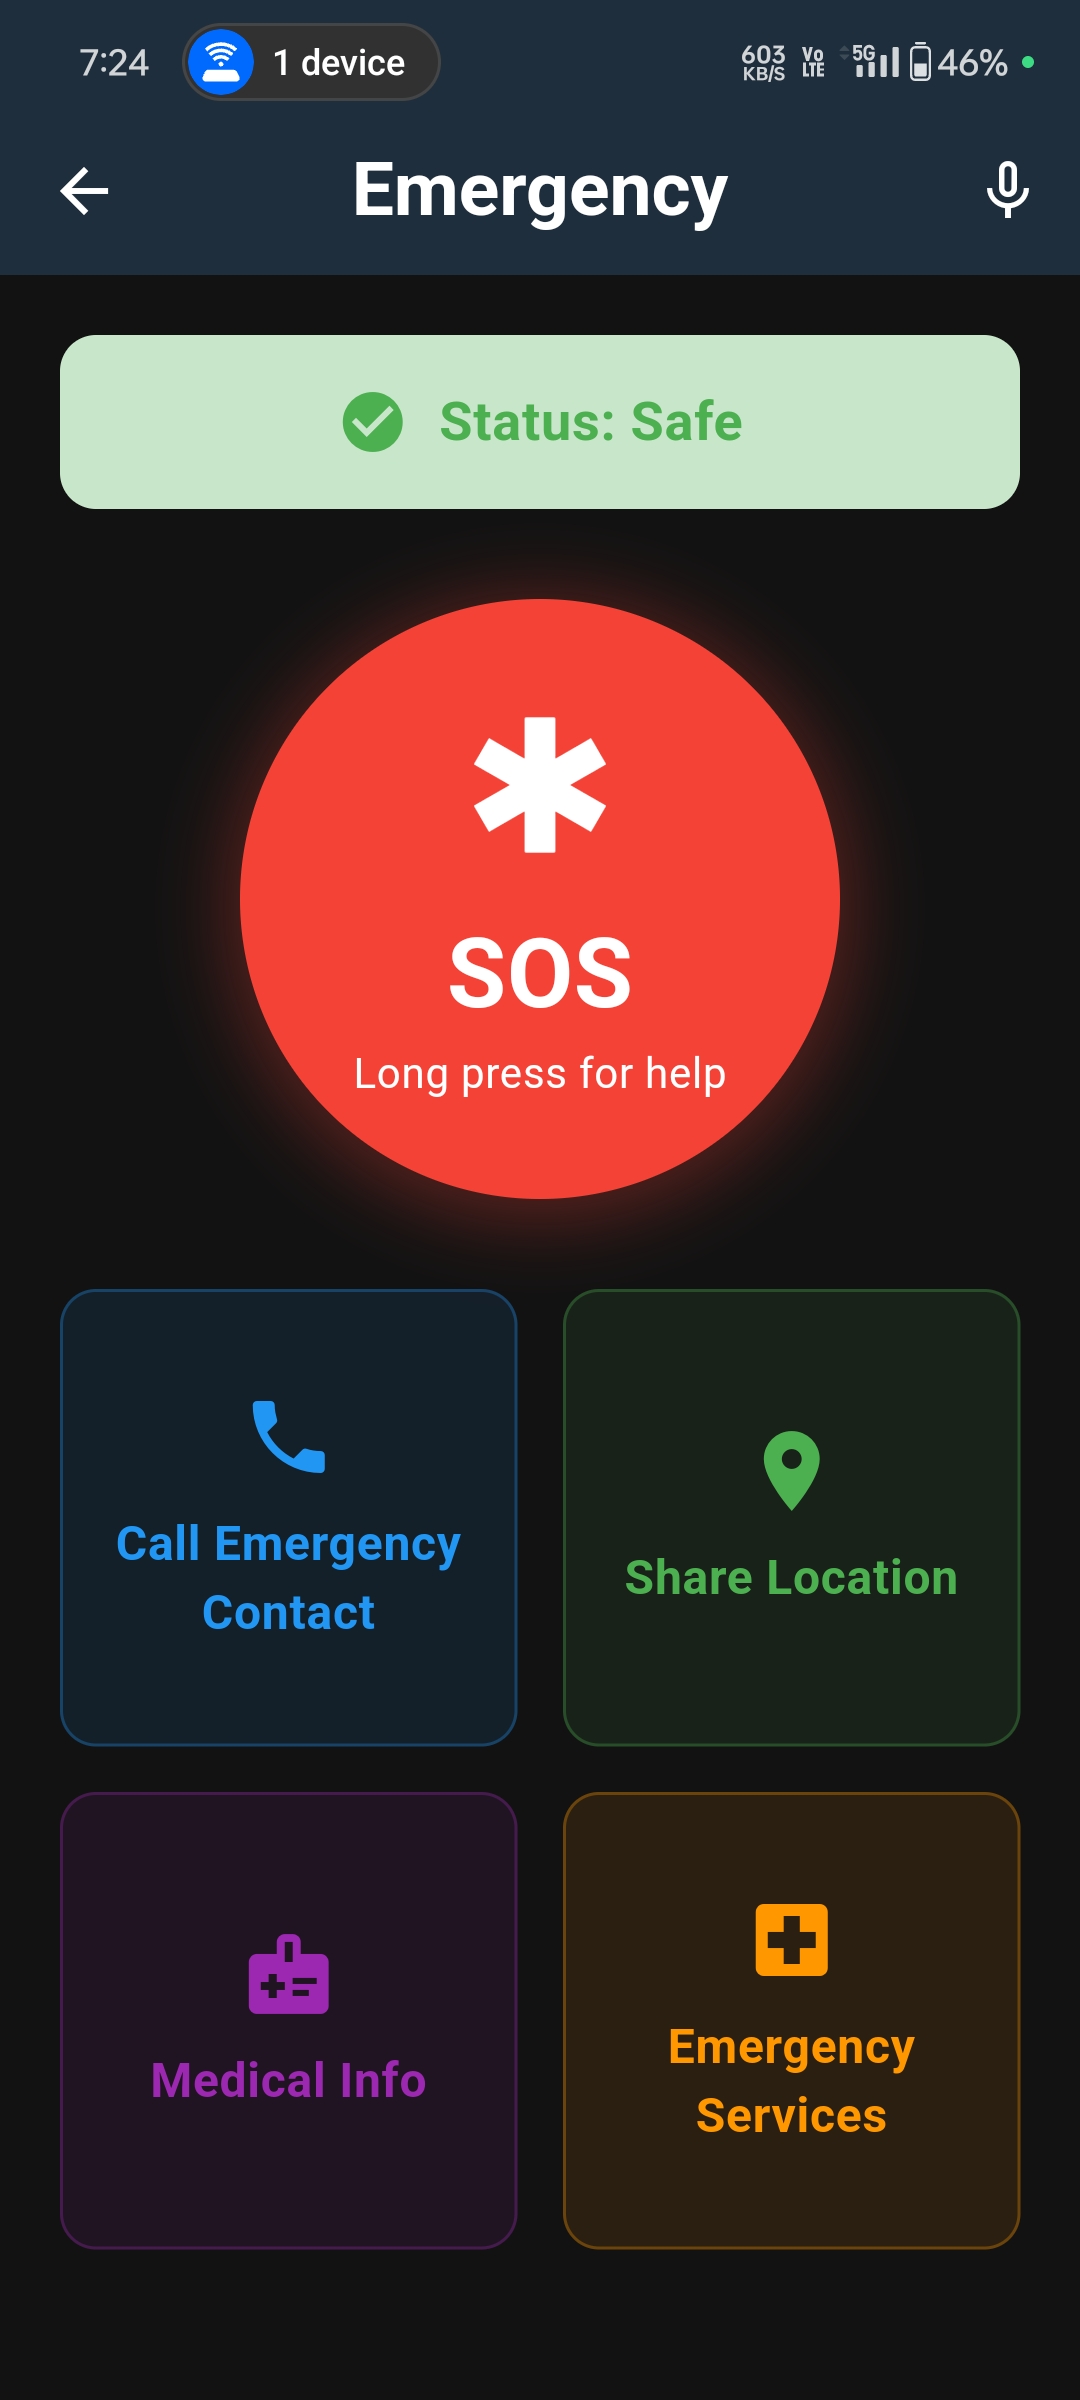 7:24
1 device
603
KB/S
Vo
LTE
5G
46%
Emergency
Status: Safe
SOS
Long press for help
Call Emergency
Contact
Share Location
Medical Info
Emergency
Services